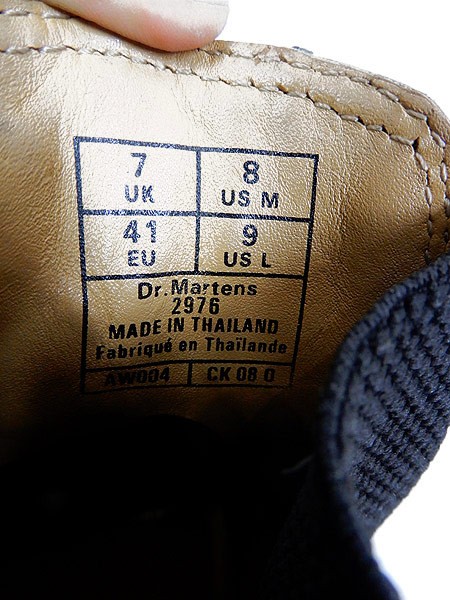 7 8
UK US M
41 9
EU US L
Dr.Martens
2976
MADE IN THAILAND
Fabriqué en Thaïlande
AW004 CK 08 0